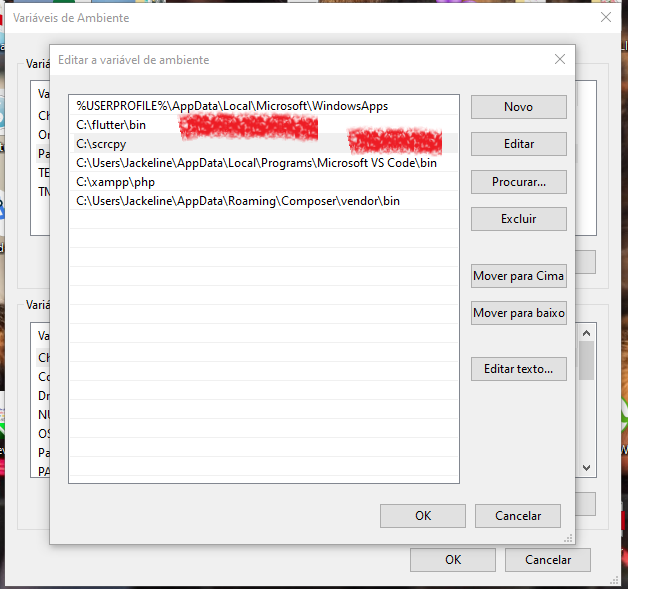 Variáveis de Ambiente
Editar a variável de ambiente
Variá
Va
Ch
On
Pa
TE
TN
%USERPROFILE%\AppData\Local\Microsoft\WindowsApps
C:\flutter\bin
C:\scrcpy
C:\Users\Jackeline\AppData\Local\Programs\Microsoft VS Code\bin
C:\xampp\php
C:\Users\Jackeline\AppData\Roaming\Composer\vendor\bin
Novo
Editar
Procurar...
Excluir
Mover para Cima
Mover para baixo
Editar texto...
Variá
Va
Ch
Co
Dr
NU
OS
Pa
PA
OK
Cancelar
OK
Cancelar